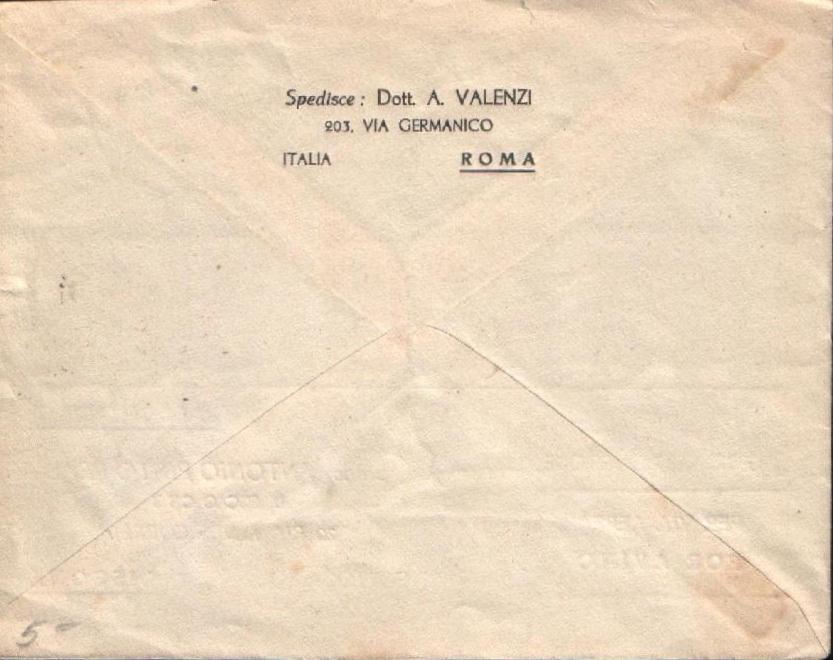 Spedisce : Dott. A. VALENZI
203, VIA GERMANICO
ITALIA ROMA
5-